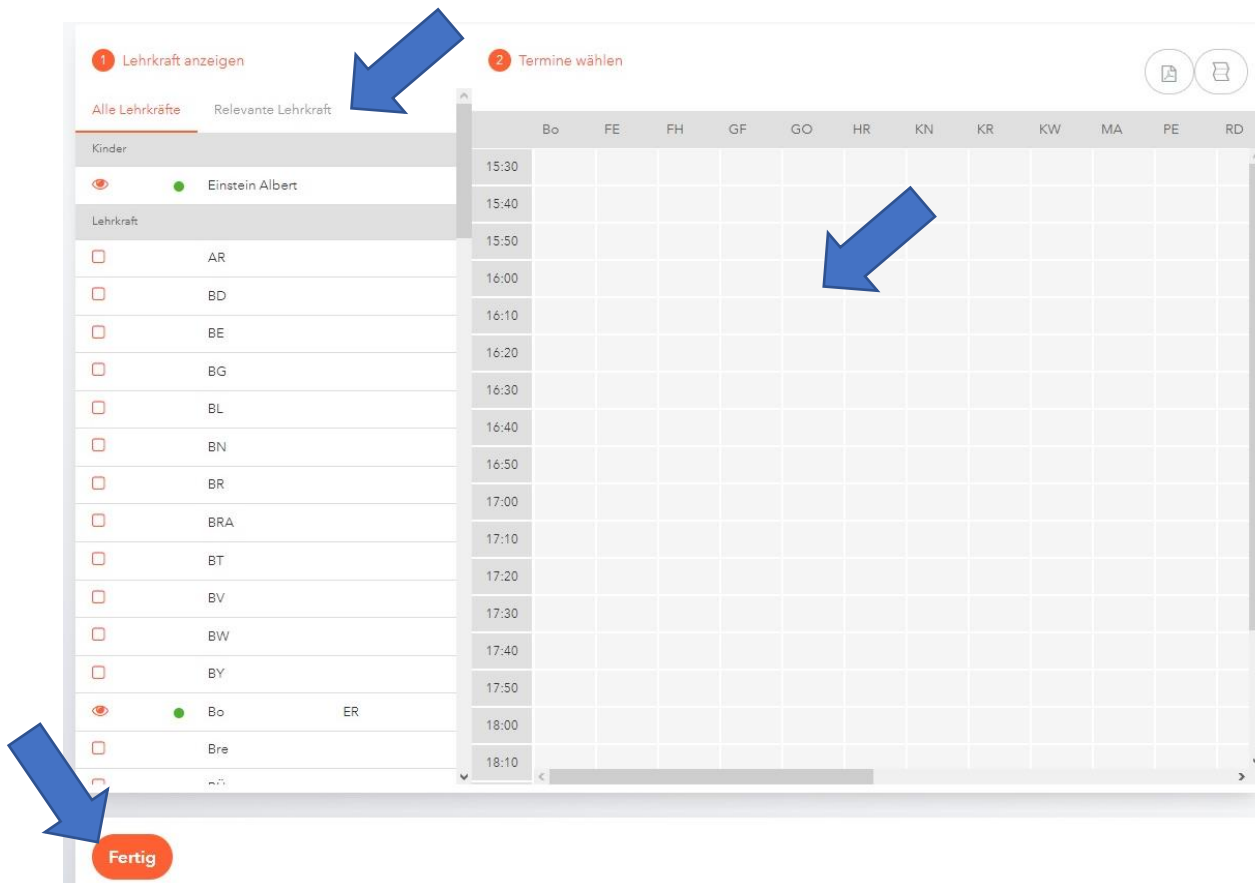 1 Lehrkraft anzeigen
Alle Lehrkräfte Relevante Lehrkraft
Kinder
Einstein Albert
Lehrkraft
AR
BD
BE
BG
BL
BN
BR
BRA
BT
BV
BW
BY
Bo ER
Bre
2 Termine wählen
Bo FE FH GF GO HR KN KR KW MA PE RD
15:30
15:40
15:50
16:00
16:10
16:20
16:30
16:40
16:50
17:00
17:10
17:20
17:30
17:40
17:50
18:00
18:10
Fertig